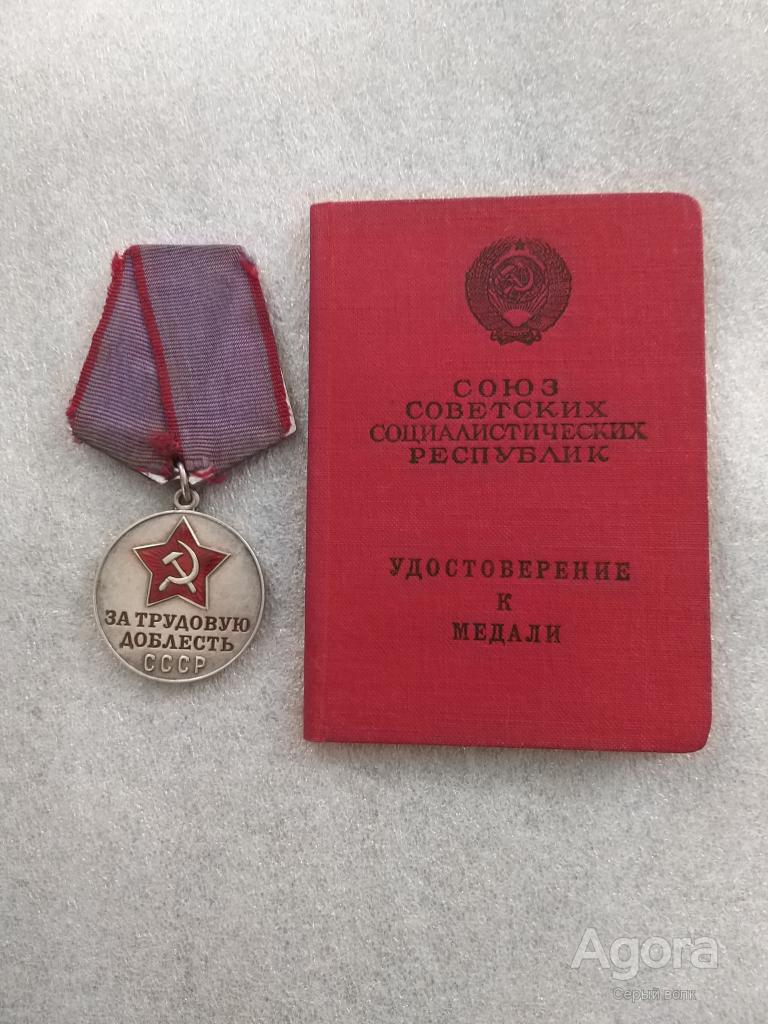 ЗА ТРУДОВУЮ
ДОБЛЕСТЬ
СССР
СОЮЗ
СОВЕТСКИХ
СОЦИАЛИСТИЧЕСКИХ
РЕСПУБЛИК
УДОСТОВЕРЕНИЕ
К
МЕДАЛИ
Agora
Серый волк